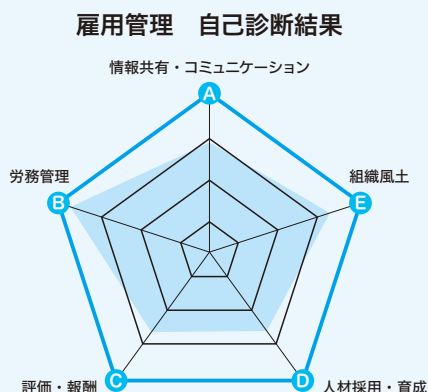 雇用管理　自己診断結果
情報共有・コミュニケーション
A
労務管理
組織風土
B
E
C
D
評価・報酬
人材採用・育成